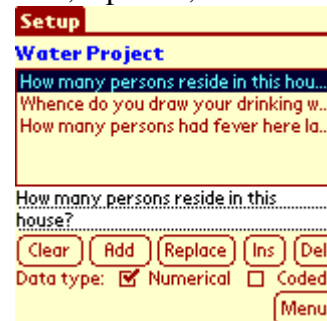 Setup
Water Project
How many persons reside in this hou...
Whence do you draw your drinking w..
How many persons had fever here la..
How many persons reside in this
house?
Clear Add Replace Ins Del
Data type: Numerical Coded
Menu